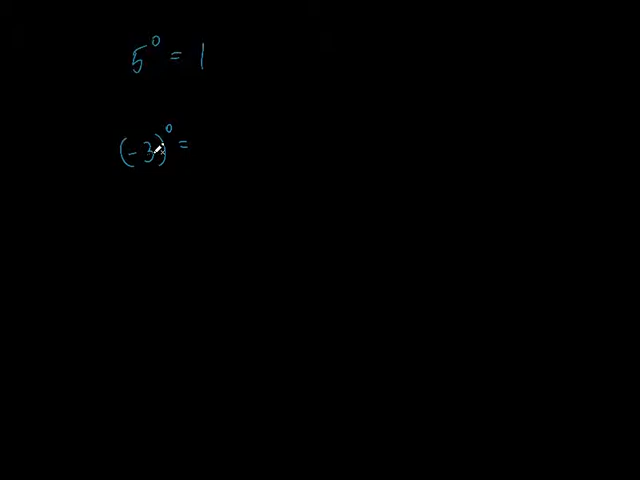 5⁰ = 1
(-3)⁰ =